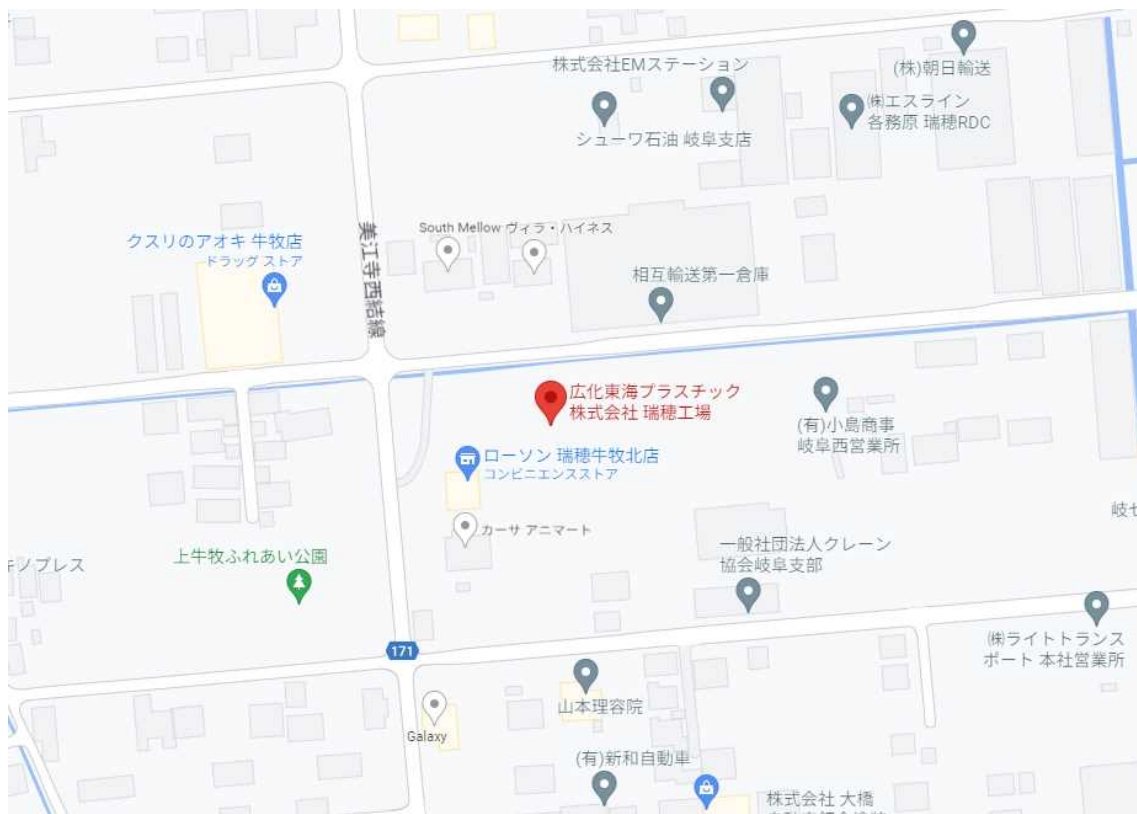 株式会社EMステーション
(株)朝日輸送
㈱エスライン
各務原 瑞穂RDC
シューワ石油 岐阜支店
South Mellow
ヴィラ・ハイネス
クスリのアオキ 牛牧店
ドラッグ ストア
美江寺西結線
相互輸送第一倉庫
広化東海プラスチック
株式会社 瑞穂工場
(有)小島商事
岐阜西営業所
ローソン 瑞穂牛牧北店
コンビニエンスストア
カーサ アニマート
一般社団法人クレーン
協会岐阜支部
キノプレス
上牛牧ふれあい公園
171
㈱ライトトランス
ポート 本社営業所
山本理容院
Galaxy
(有)新和自動車
株式会社 大橋